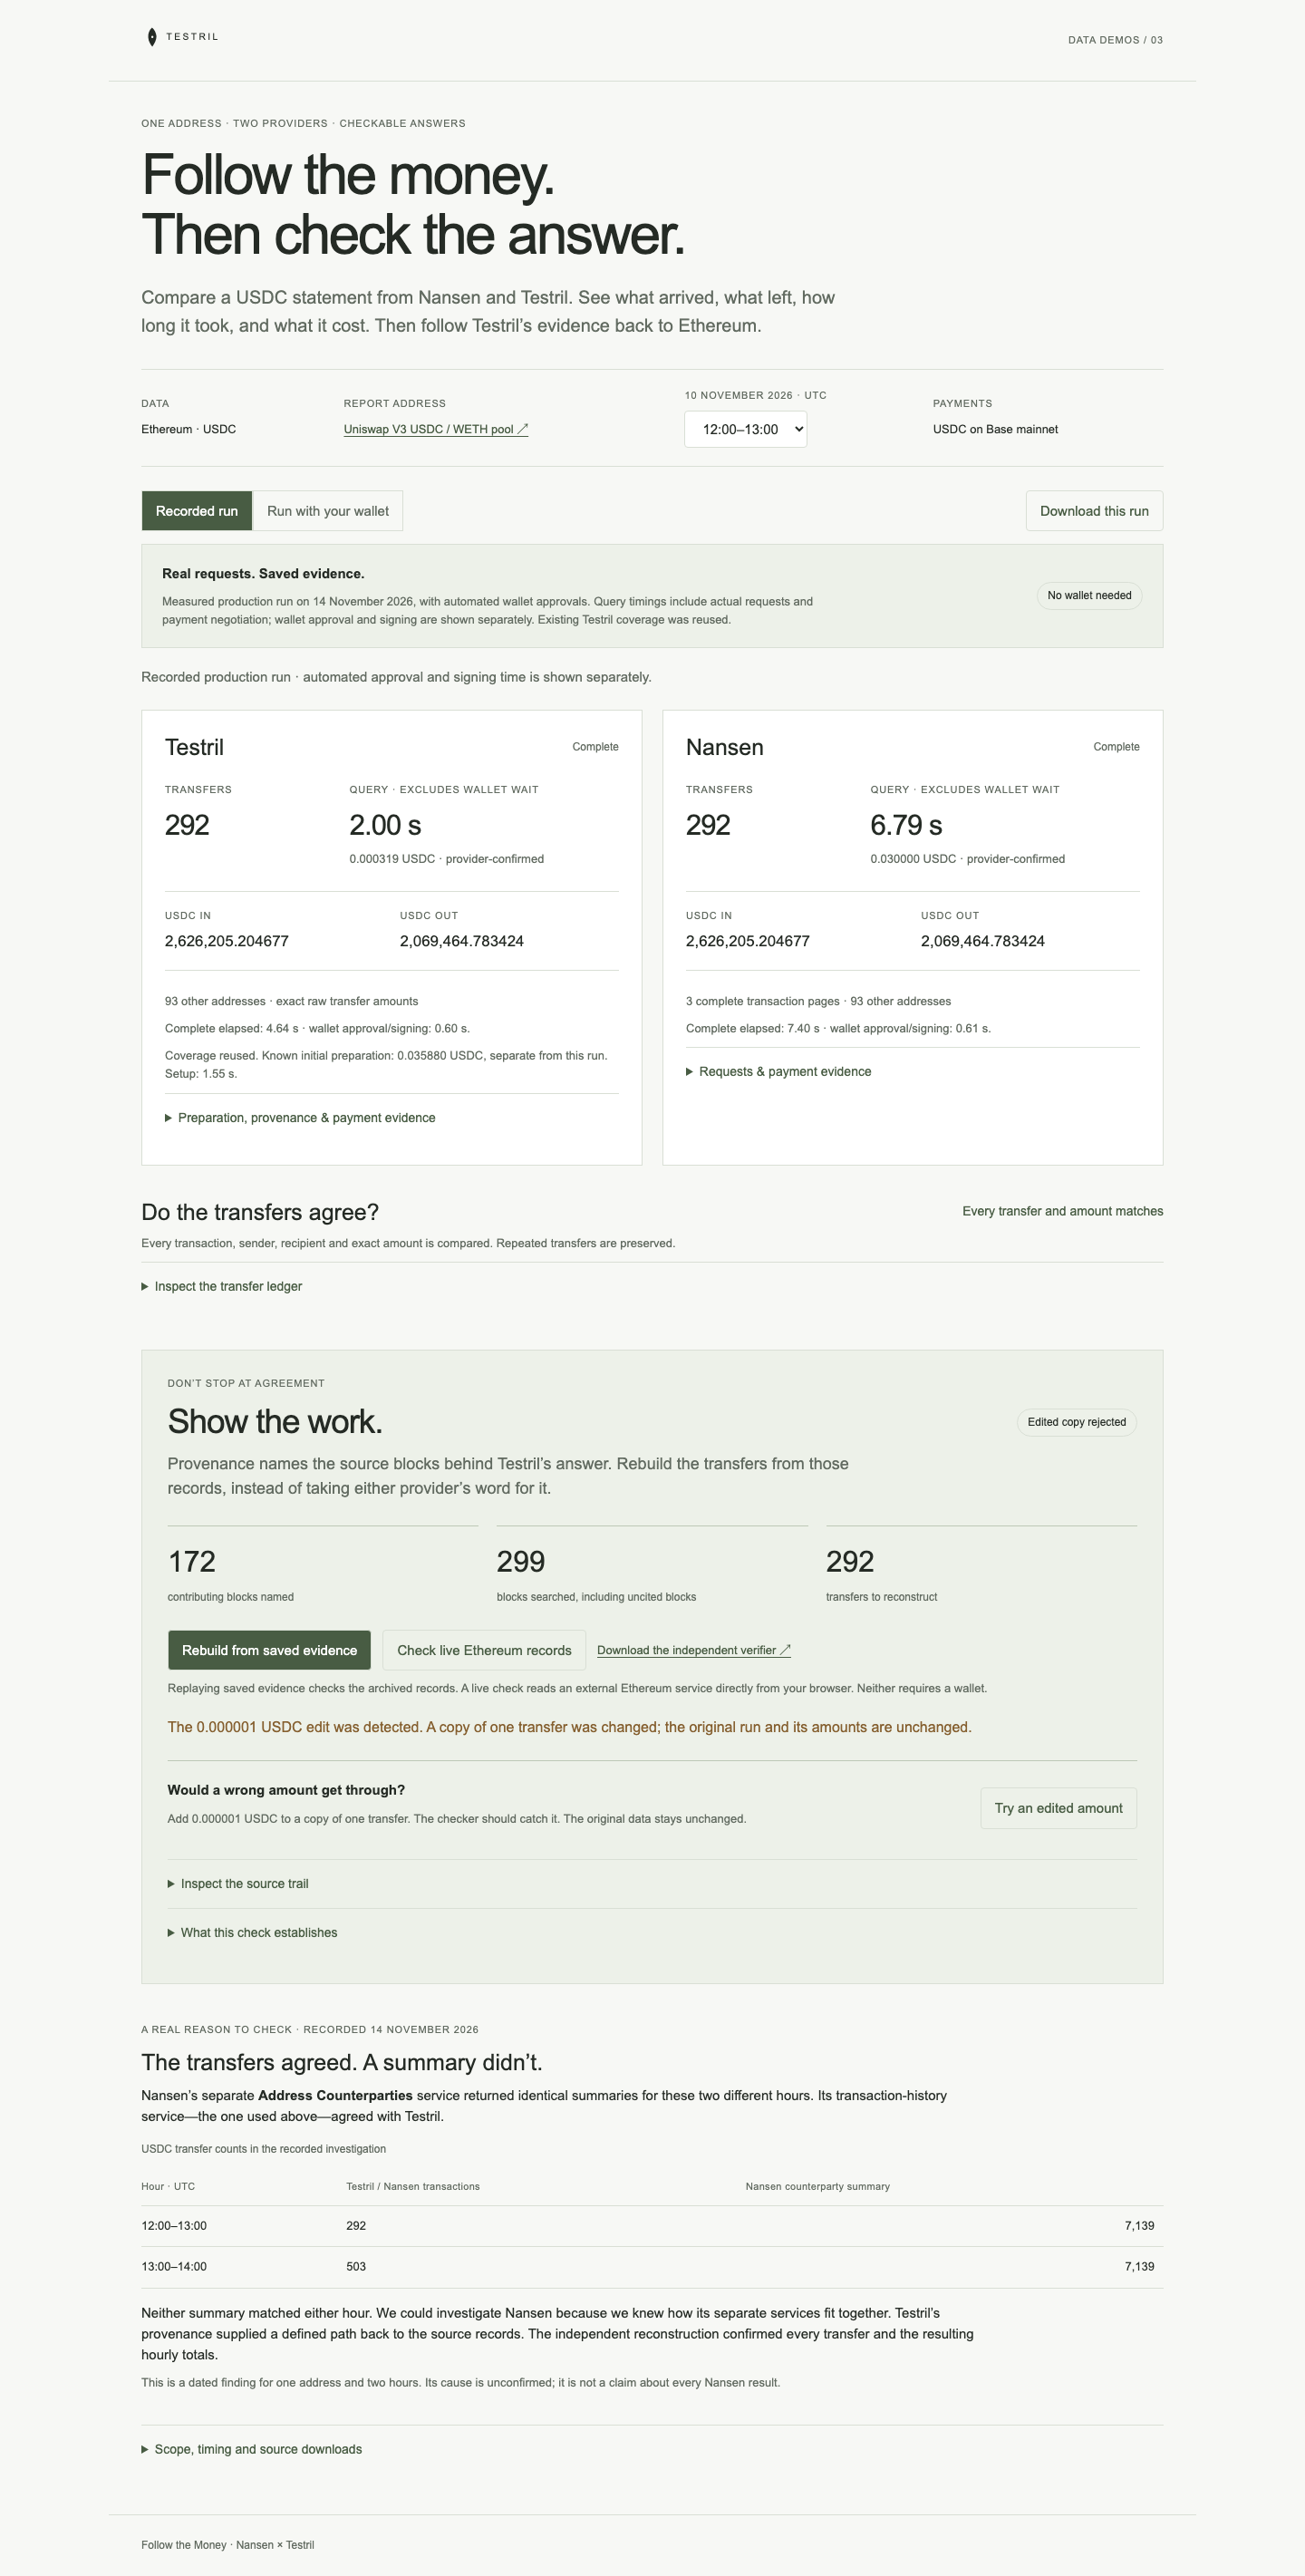 TESTRIL
DATA DEMOS / 03
ONE ADDRESS · TWO PROVIDERS · CHECKABLE ANSWERS
Follow the money.
Then check the answer.
Compare a USDC statement from Nansen and Testril. See what arrived, what left, how
long it took, and what it cost. Then follow Testril’s evidence back to Ethereum.
DATA
Ethereum · USDC
REPORT ADDRESS
Uniswap V3 USDC / WETH pool ↗
10 NOVEMBER 2026 · UTC
12:00–13:00
PAYMENTS
USDC on Base mainnet
Recorded run
Run with your wallet
Download this run
Real requests. Saved evidence.
Measured production run on 14 November 2026, with automated wallet approvals. Query timings include actual requests and
payment negotiation; wallet approval and signing are shown separately. Existing Testril coverage was reused.
No wallet needed
Recorded production run · automated approval and signing time is shown separately.
Testril
Complete
TRANSFERS
292
QUERY · EXCLUDES WALLET WAIT
2.00 s
0.000319 USDC · provider-confirmed
USDC IN
2,626,205.204677
USDC OUT
2,069,464.783424
93 other addresses · exact raw transfer amounts
Complete elapsed: 4.64 s · wallet approval/signing: 0.60 s.
Coverage reused. Known initial preparation: 0.035880 USDC, separate from this run.
Setup: 1.55 s.
▶ Preparation, provenance & payment evidence
Nansen
Complete
TRANSFERS
292
QUERY · EXCLUDES WALLET WAIT
6.79 s
0.030000 USDC · provider-confirmed
USDC IN
2,626,205.204677
USDC OUT
2,069,464.783424
3 complete transaction pages · 93 other addresses
Complete elapsed: 7.40 s · wallet approval/signing: 0.61 s.
▶ Requests & payment evidence
Do the transfers agree?
Every transfer and amount matches
Every transaction, sender, recipient and exact amount is compared. Repeated transfers are preserved.
▶ Inspect the transfer ledger
DON’T STOP AT AGREEMENT
Show the work.
Edited copy rejected
Provenance names the source blocks behind Testril’s answer. Rebuild the transfers from those
records, instead of taking either provider’s word for it.
172
contributing blocks named
299
blocks searched, including uncited blocks
292
transfers to reconstruct
Rebuild from saved evidence
Check live Ethereum records
Download the independent verifier ↗
Replaying saved evidence checks the archived records. A live check reads an external Ethereum service directly from your browser. Neither requires a wallet.
The 0.000001 USDC edit was detected. A copy of one transfer was changed; the original run and its amounts are unchanged.
Would a wrong amount get through?
Add 0.000001 USDC to a copy of one transfer. The checker should catch it. The original data stays unchanged.
Try an edited amount
▶ Inspect the source trail
▶ What this check establishes
A REAL REASON TO CHECK · RECORDED 14 NOVEMBER 2026
The transfers agreed. A summary didn’t.
Nansen’s separate Address Counterparties service returned identical summaries for these two different hours. Its transaction-history
service—the one used above—agreed with Testril.
USDC transfer counts in the recorded investigation
Hour · UTC Testril / Nansen transactions Nansen counterparty summary
12:00–13:00 292 7,139
13:00–14:00 503 7,139
Neither summary matched either hour. We could investigate Nansen because we knew how its separate services fit together. Testril’s
provenance supplied a defined path back to the source records. The independent reconstruction confirmed every transfer and the resulting
hourly totals.
This is a dated finding for one address and two hours. Its cause is unconfirmed; it is not a claim about every Nansen result.
▶ Scope, timing and source downloads
Follow the Money · Nansen × Testril